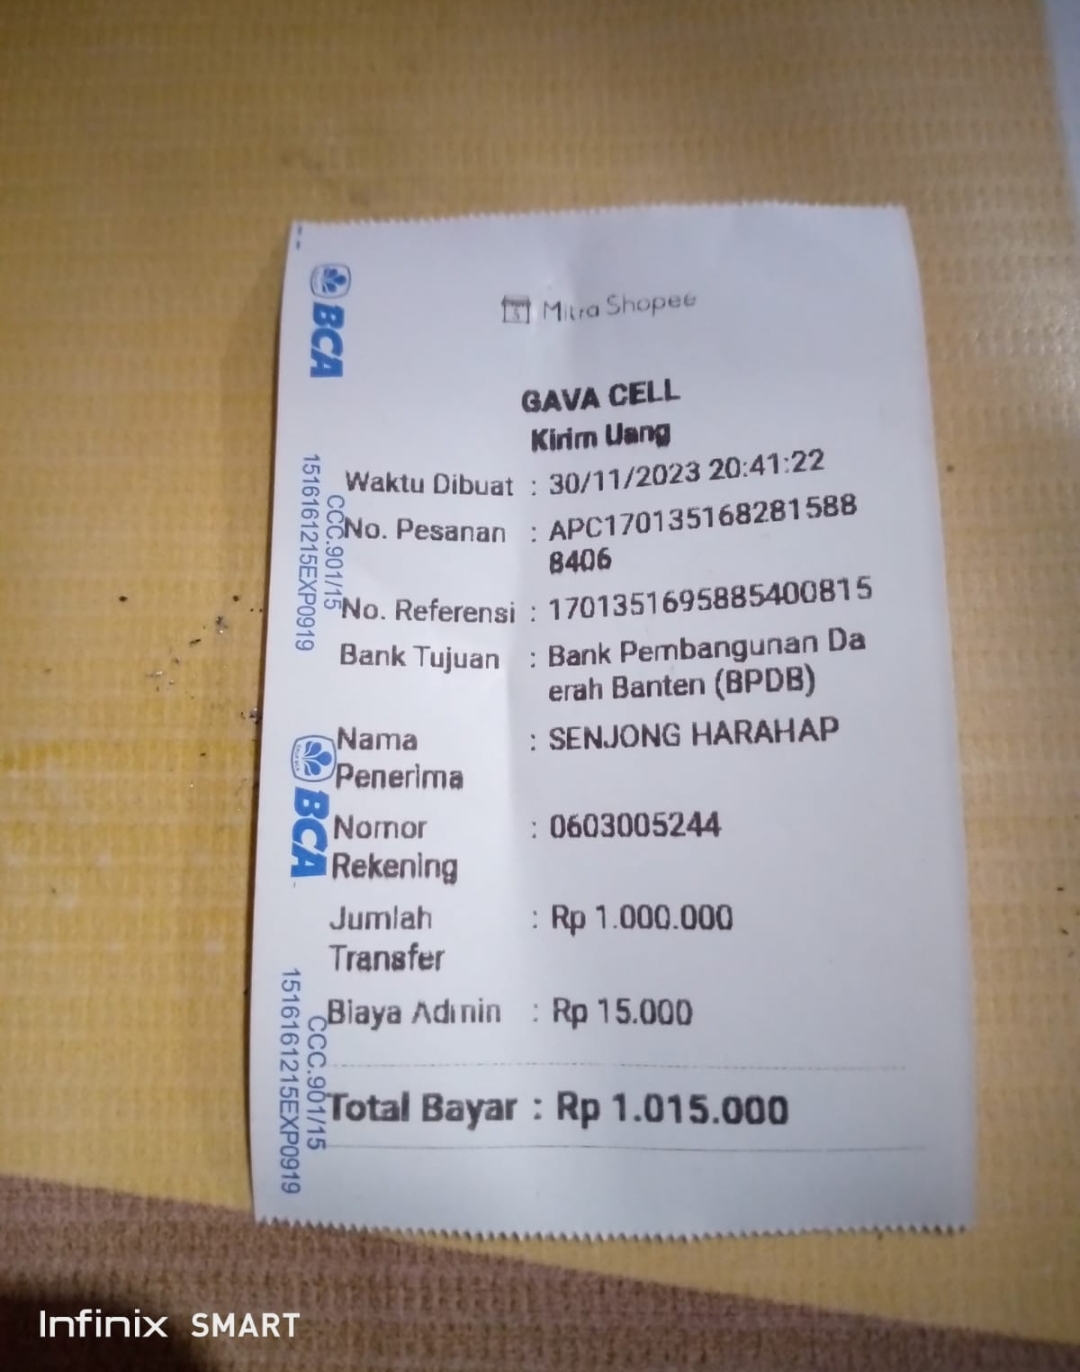 BCA
CCC.901/15
1516161215EXP0919
BCA
CCC.901/15
1516161215EXP0919
Mitra Shopee
GAVA CELL
Kirim Uang
Waktu Dibuat : 30/11/2023 20:41:22
No. Pesanan : APC170135168281588
8406
No. Referensi : 1701351695885400815
Bank Tujuan : Bank Pembangunan Da
erah Banten (BPDB)
Nama : SENJONG HARAHAP
Penerima
Nomor : 0603005244
Rekening
Jumlah : Rp 1.000.000
Transfer
Biaya Admin : Rp 15.000
Total Bayar : Rp 1.015.000
Infinix SMART